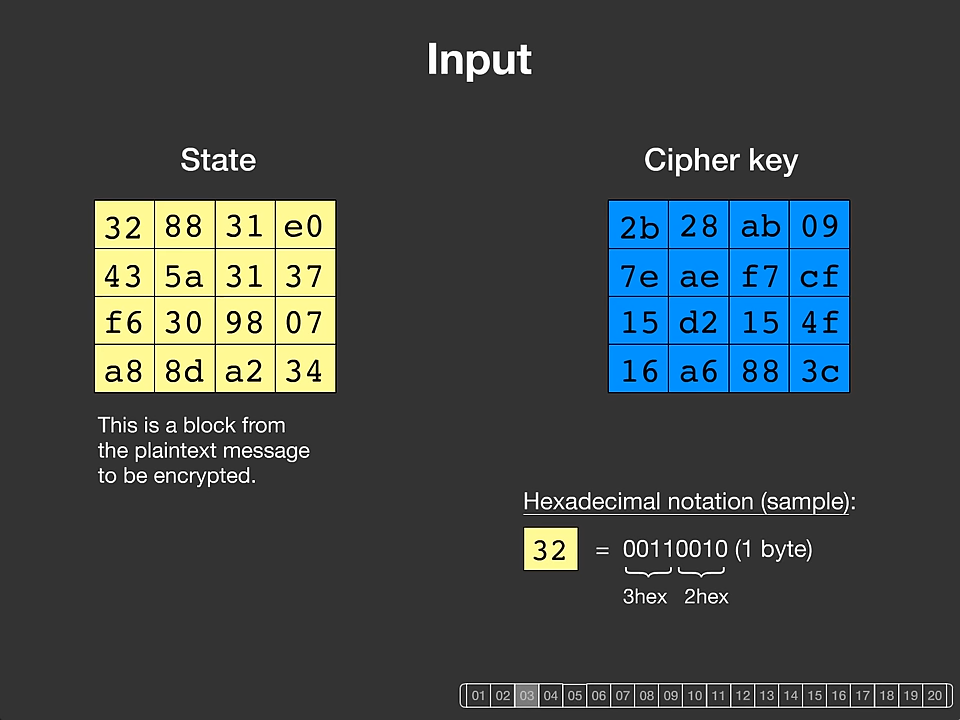 Input
State
32 88 31 e0
43 5a 31 37
f6 30 98 07
a8 8d a2 34
This is a block from
the plaintext message
to be encrypted.
Cipher key
2b 28 ab 09
7e ae f7 cf
15 d2 15 4f
16 a6 88 3c
Hexadecimal notation (sample):
32 = 00110010 (1 byte)
3hex 2hex
01 02 03 04 05 06 07 08 09 10 11 12 13 14 15 16 17 18 19 20